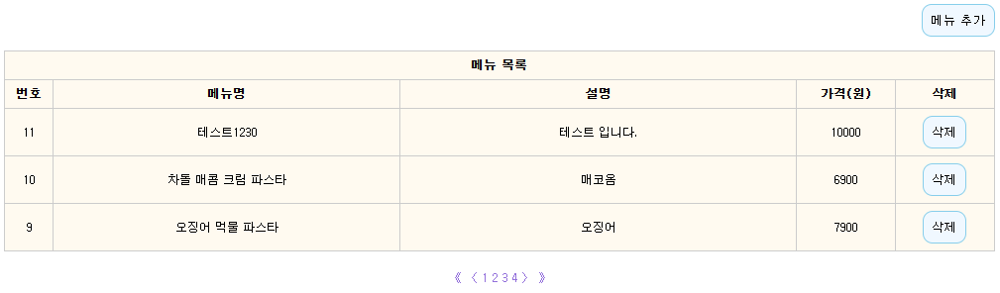 메뉴 추가
메뉴 목록
번호 메뉴명 설명 가격(원) 삭제
11 테스트1230 테스트 입니다. 10000 삭제
10 차돌 매콤 크림 파스타 매코옴 6900 삭제
9 오징어 먹물 파스타 오징어 7900 삭제
《 〈 1 2 3 4 〉 》